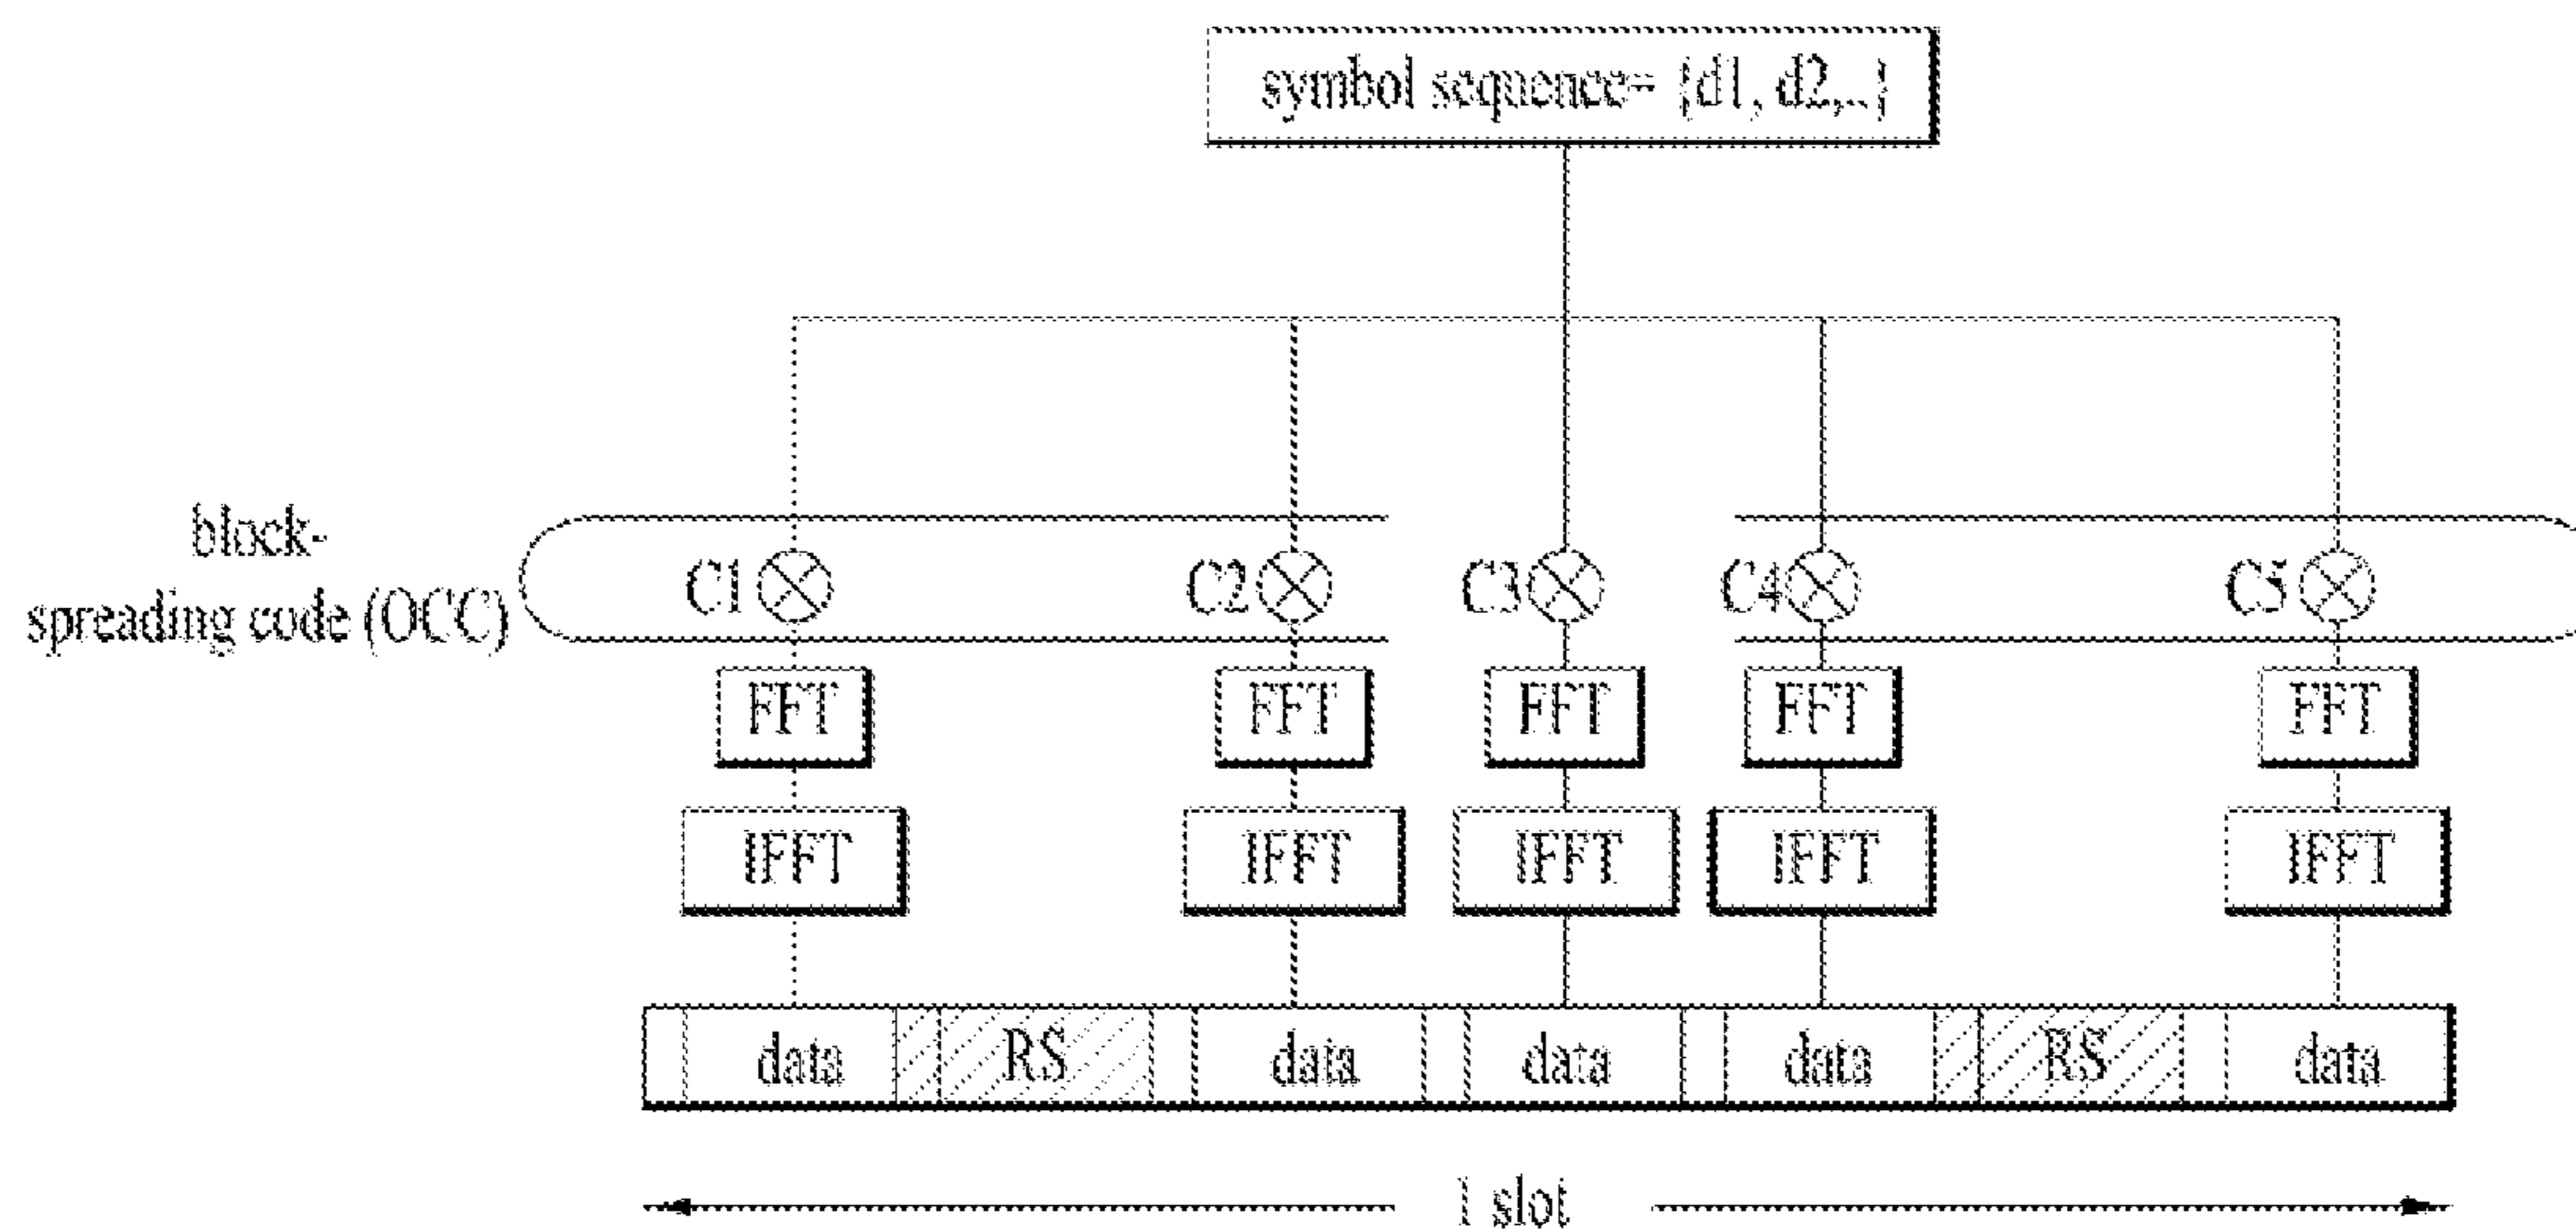 symbol sequence= {d1, d2,..}
block-
spreading code (OCC)
C1 C2 C3 C4 C5
FFT FFT FFT FFT FFT
IFFT IFFT IFFT IFFT IFFT
data RS data data data RS data
1 slot